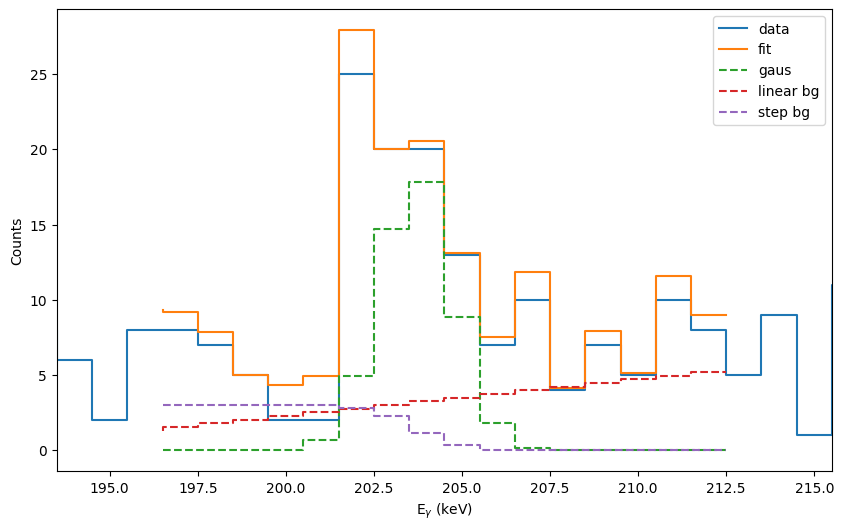 data
fit
gaus
linear bg
step bg
25
20
15
10
5
0
Counts
195.0 197.5 200.0 202.5 205.0 207.5 210.0 212.5 215.0
Eγ (keV)